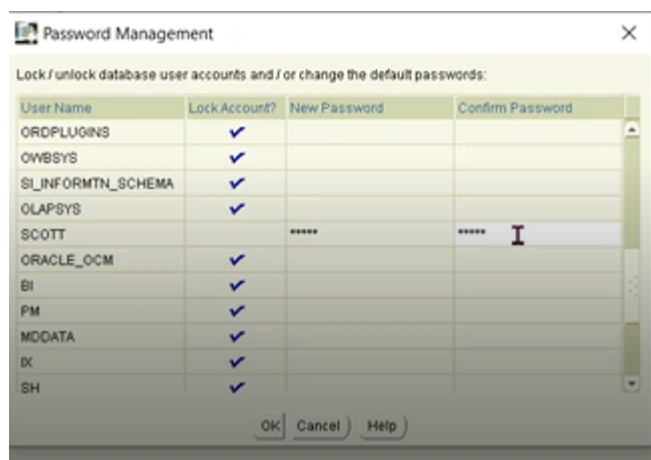 Password Management
Lock / unlock database user accounts and / or change the default passwords:
User Name Lock Account? New Password Confirm Password
ORDPLUGINS
OWBSYS
SI_INFORMTN_SCHEMA
OLAPSYS
SCOTT ***** *****
ORACLE_OCM
BI
PM
MDDATA
IX
SH
OK Cancel Help